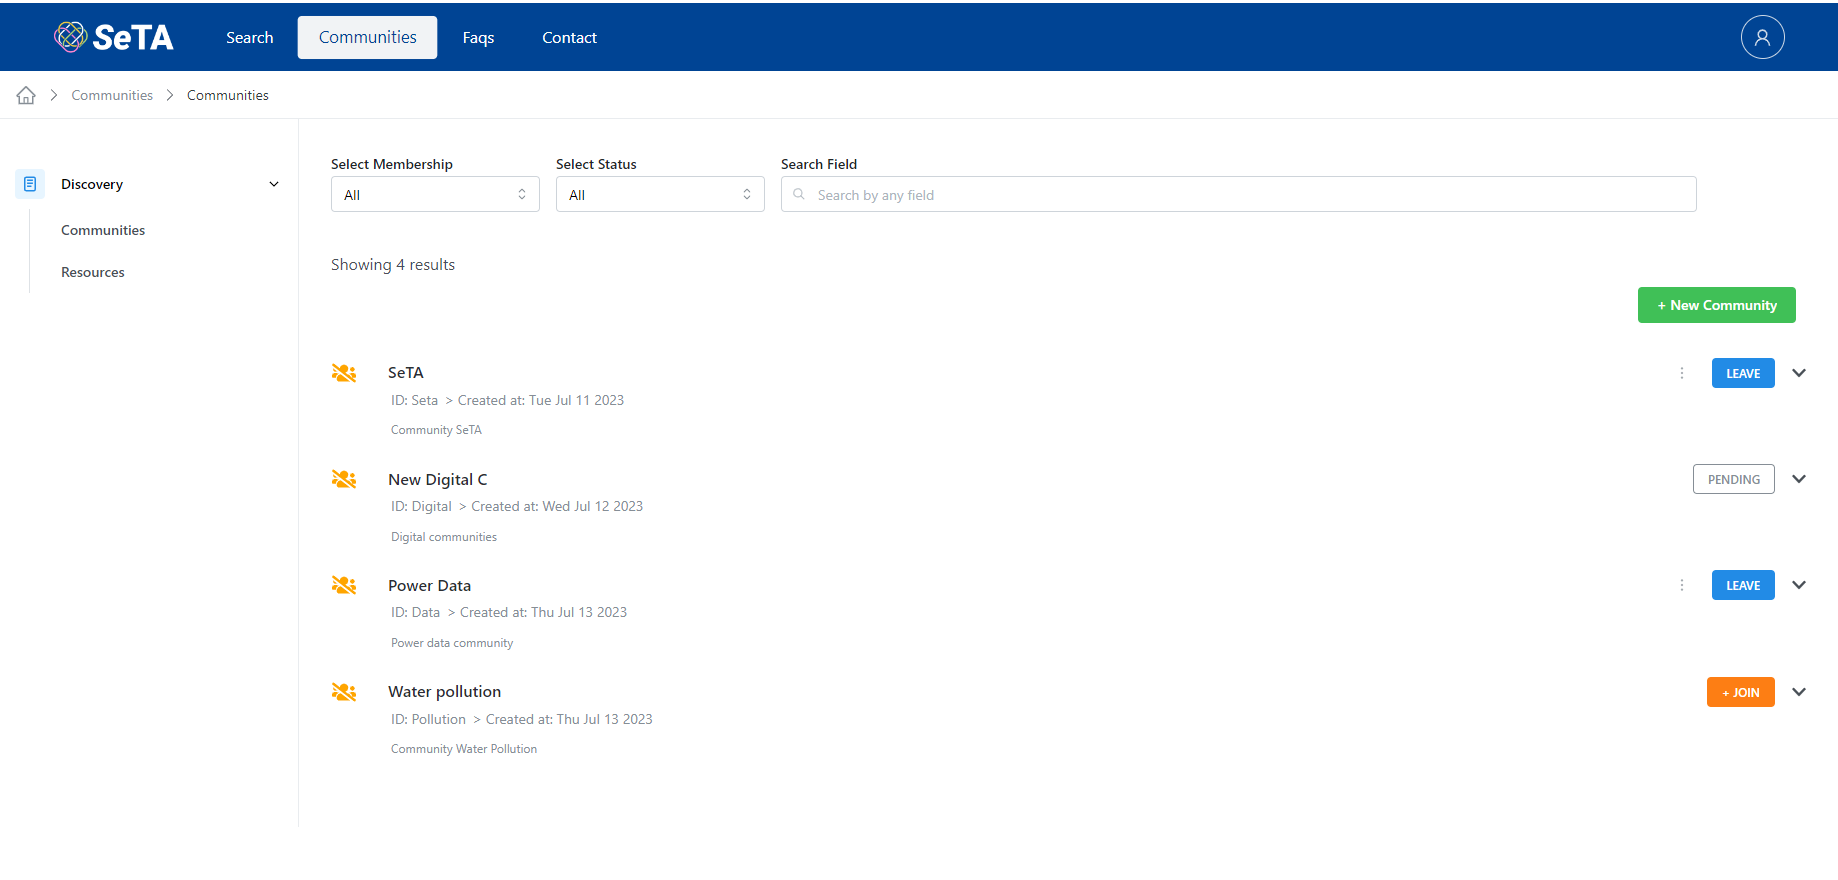 SeTA Search Communities Faqs Contact
Communities Communities
Discovery
Communities
Resources
Select Membership Select Status Search Field
All All Search by any field
Showing 4 results
+ New Community
SeTA LEAVE
ID: Seta > Created at: Tue Jul 11 2023
Community SeTA
New Digital C PENDING
ID: Digital > Created at: Wed Jul 12 2023
Digital communities
Power Data LEAVE
ID: Data > Created at: Thu Jul 13 2023
Power data community
Water pollution + JOIN
ID: Pollution > Created at: Thu Jul 13 2023
Community Water Pollution